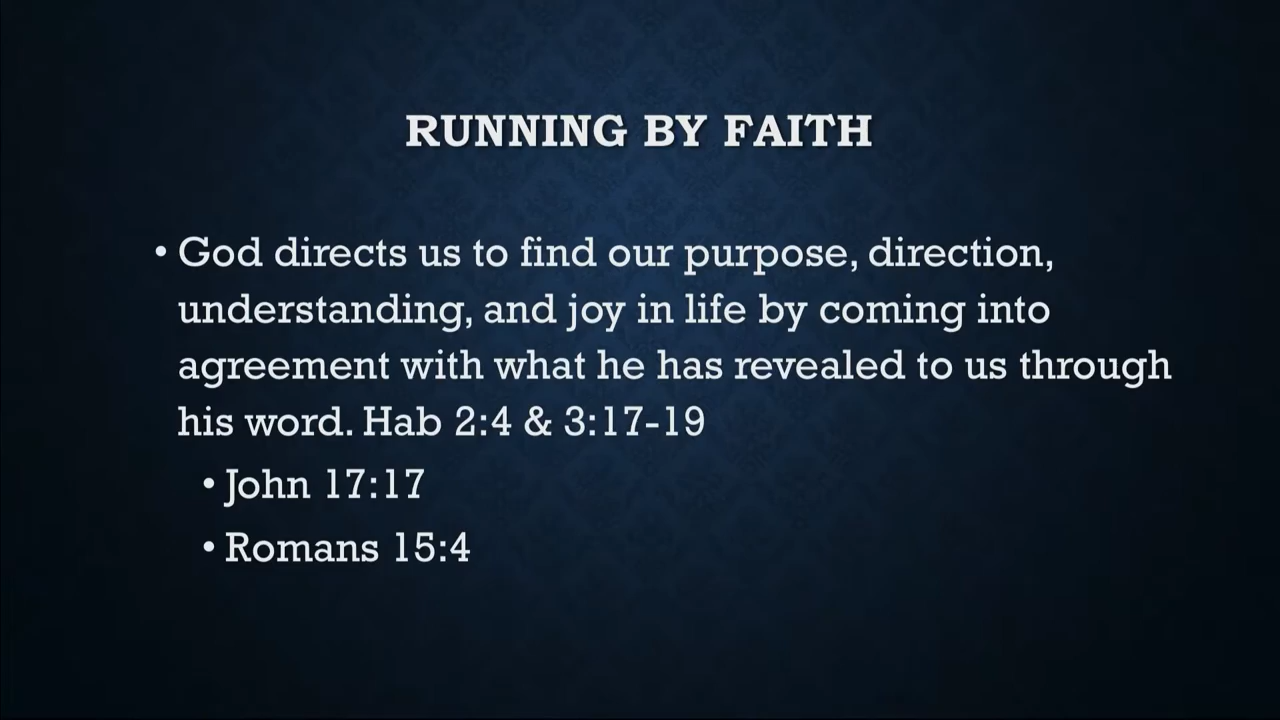 RUNNING BY FAITH
• God directs us to find our purpose, direction,
understanding, and joy in life by coming into
agreement with what he has revealed to us through
his word. Hab 2:4 & 3:17-19
• John 17:17
• Romans 15:4